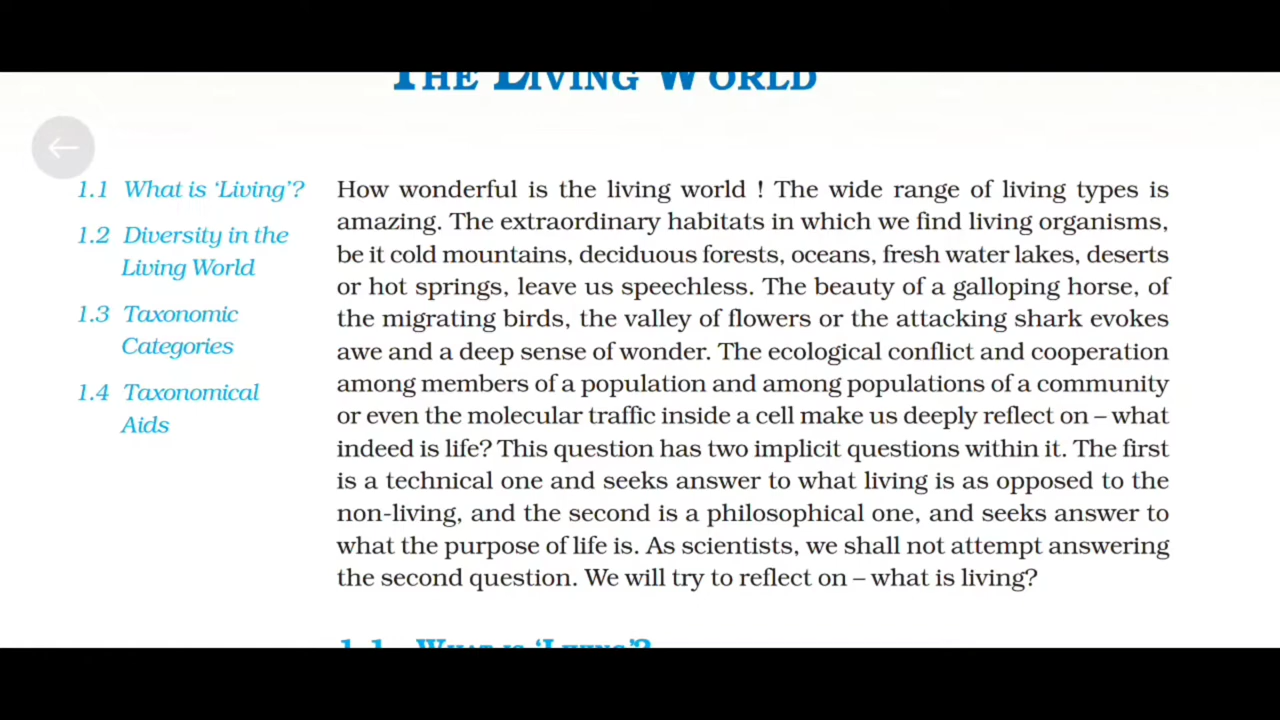 THE LIVING WORLD
1.1 What is ‘Living’?
1.2 Diversity in the
Living World
1.3 Taxonomic
Categories
1.4 Taxonomical
Aids
How wonderful is the living world ! The wide range of living types is
amazing. The extraordinary habitats in which we find living organisms,
be it cold mountains, deciduous forests, oceans, fresh water lakes, deserts
or hot springs, leave us speechless. The beauty of a galloping horse, of
the migrating birds, the valley of flowers or the attacking shark evokes
awe and a deep sense of wonder. The ecological conflict and cooperation
among members of a population and among populations of a community
or even the molecular traffic inside a cell make us deeply reflect on – what
indeed is life? This question has two implicit questions within it. The first
is a technical one and seeks answer to what living is as opposed to the
non-living, and the second is a philosophical one, and seeks answer to
what the purpose of life is. As scientists, we shall not attempt answering
the second question. We will try to reflect on – what is living?
1.1 WHAT IS ‘LIVING’?